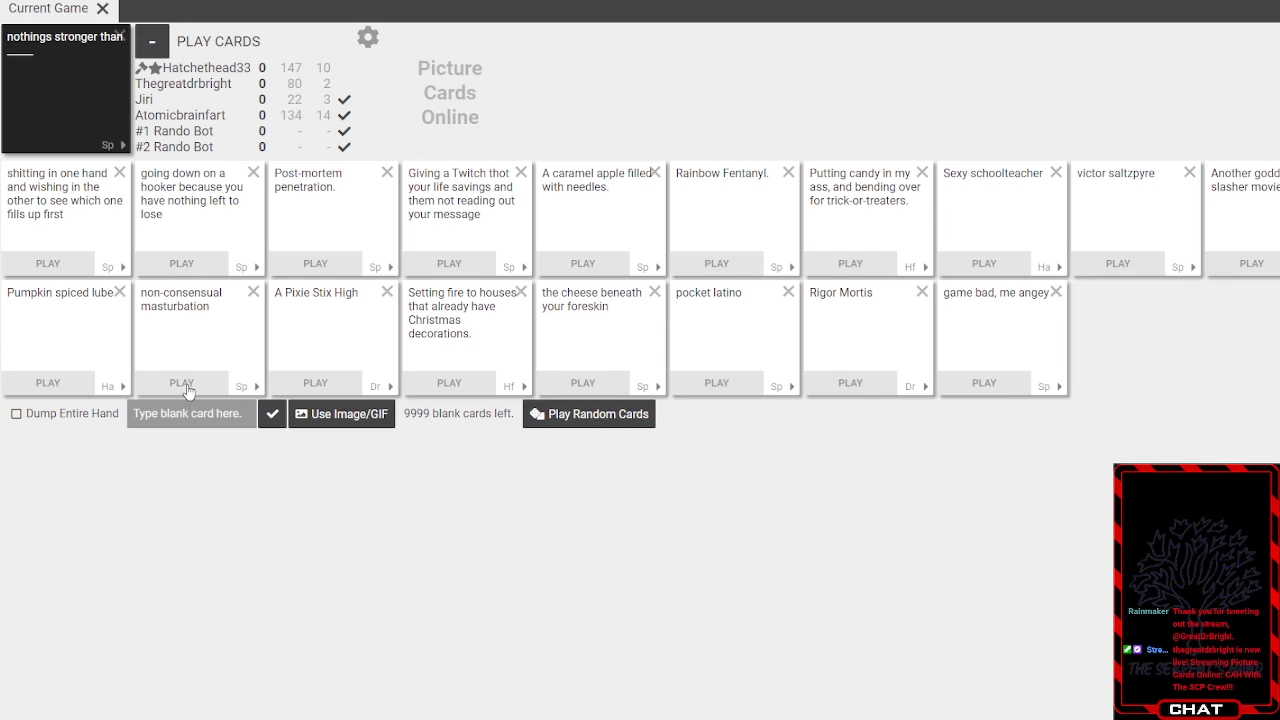 Current Game
nothings stronger than
____
Sp
-
PLAY CARDS
Hatchethead33 0 147 10
Thegreatdrbright 0 80 2
Jiri 0 22 3
Atomicbrainfart 0 134 14
#1 Rando Bot 0 - -
#2 Rando Bot 0 - -
Picture
Cards
Online
shitting in one hand
and wishing in the
other to see which one
fills up first
PLAY Sp
going down on a
hooker because you
have nothing left to
lose
PLAY Sp
Post-mortem
penetration.
PLAY Sp
Giving a Twitch thot
your life savings and
them not reading out
your message
PLAY Sp
A caramel apple filled
with needles.
PLAY Sp
Rainbow Fentanyl.
PLAY Sp
Putting candy in my
ass, and bending over
for trick-or-treaters.
PLAY Hf
Sexy schoolteacher
PLAY Ha
victor saltzpyre
PLAY Sp
Another godd
slasher movie
PLAY
Pumpkin spiced lube
PLAY Ha
non-consensual
masturbation
PLAY Sp
A Pixie Stix High
PLAY Dr
Setting fire to houses
that already have
Christmas
decorations.
PLAY Hf
the cheese beneath
your foreskin
PLAY Sp
pocket latino
PLAY Sp
Rigor Mortis
PLAY Dr
game bad, me angey
PLAY Sp
Dump Entire Hand
Type blank card here.
Use Image/GIF
9999 blank cards left.
Play Random Cards
Rainmaker Thank you for tweeting
out the stream,
@GreatDrBright.
Stre... thegreatdrbright is now
live! Streaming Picture
Cards Online: CAH With
The SCP Crew!!!
CHAT